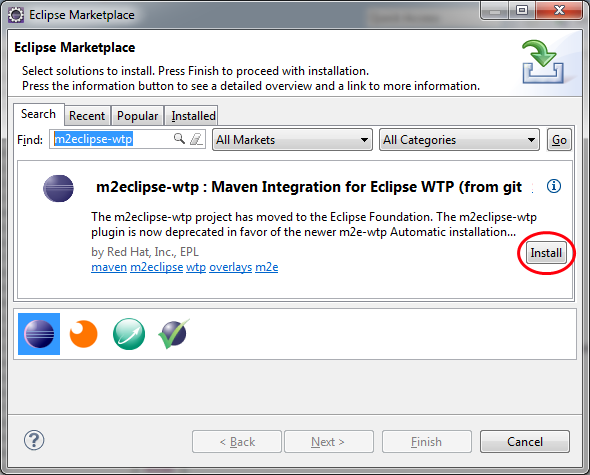 Eclipse Marketplace
Eclipse Marketplace
Select solutions to install. Press Finish to proceed with installation.
Press the information button to see a detailed overview and a link to more information.
Search Recent Popular Installed
Find: m2eclipse-wtp All Markets All Categories Go
m2eclipse-wtp : Maven Integration for Eclipse WTP (from git
The m2eclipse-wtp project has moved to the Eclipse Foundation. The m2eclipse-wtp
plugin is now deprecated in favor of the newer m2e-wtp Automatic installation...
by Red Hat, Inc., EPL
Install
maven m2eclipse wtp overlays m2e
< Back Next > Finish Cancel